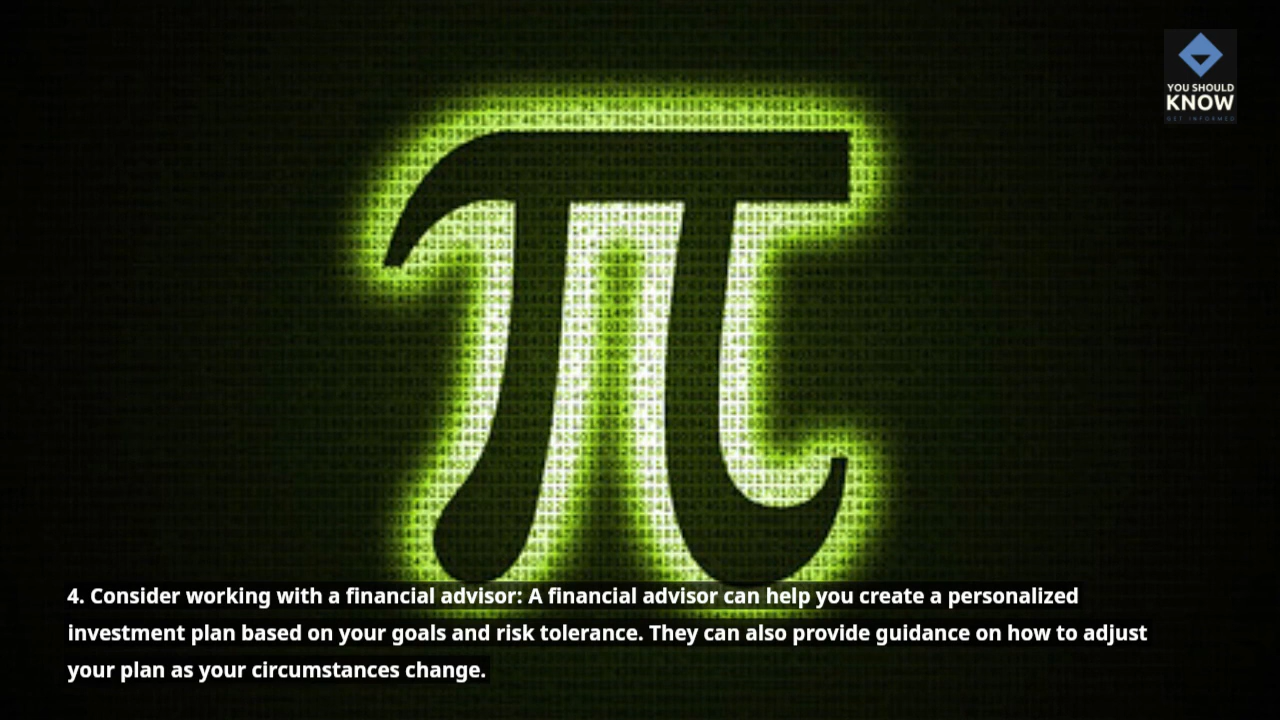 YOU SHOULD
KNOW
GET INFORMED
π
4. Consider working with a financial advisor: A financial advisor can help you create a personalized
investment plan based on your goals and risk tolerance. They can also provide guidance on how to adjust
your plan as your circumstances change.